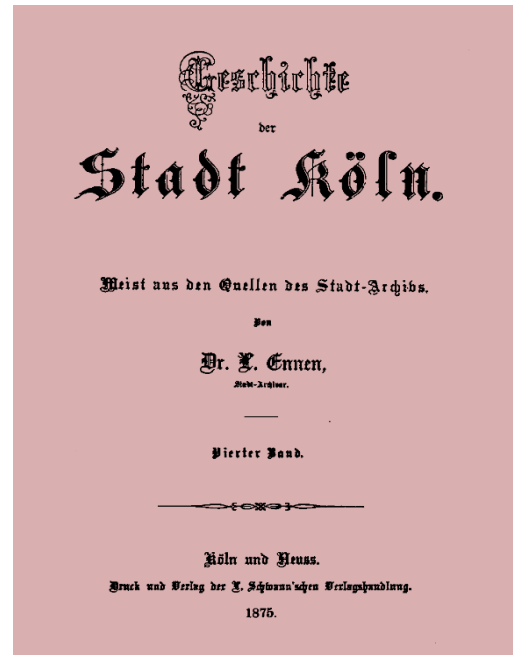 Geschichte
der
Stadt Köln.
Meist aus den Quellen des Stadt-Archivs.
Von
Dr. L. Ennen,
Stadt-Archivar.
Vierter Band.
Köln und Neuss.
Druck und Verlag der L. Schwann'schen Verlagshandlung.
1875.